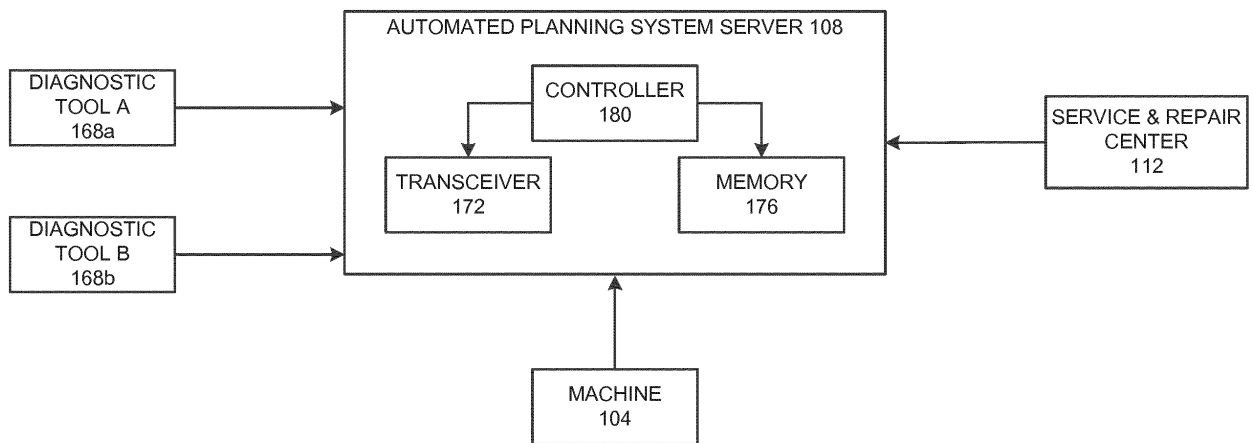 AUTOMATED PLANNING SYSTEM SERVER 108
DIAGNOSTIC
TOOL A
168a
CONTROLLER
180
SERVICE & REPAIR
CENTER
112
TRANSCEIVER
172
MEMORY
176
DIAGNOSTIC
TOOL B
168b
MACHINE
104